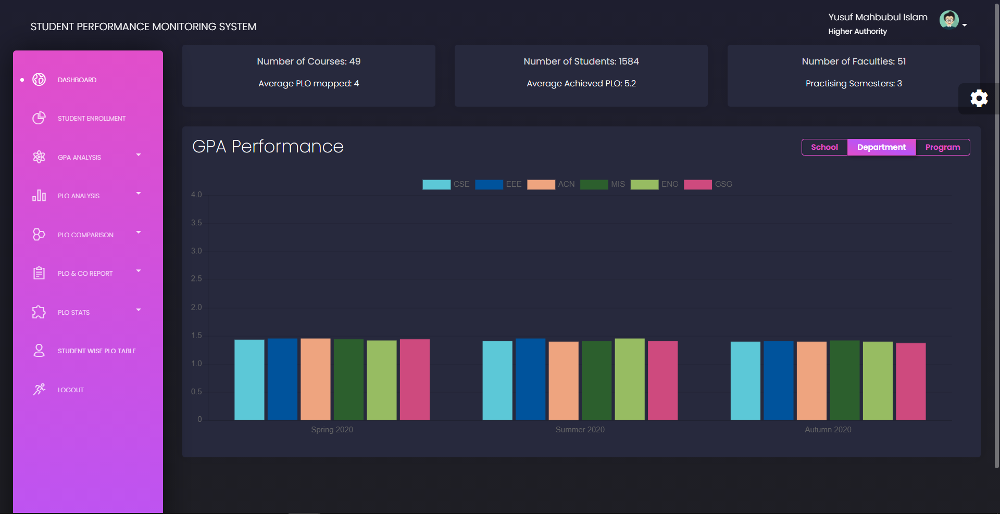 STUDENT PERFORMANCE MONITORING SYSTEM
Yusuf Mahbubul Islam
Higher Authority
DASHBOARD
STUDENT ENROLLMENT
GPA ANALYSIS
PLO ANALYSIS
PLO COMPARISON
PLO & CO REPORT
PLO STATS
STUDENT WISE PLO TABLE
LOGOUT
Number of Courses: 49
Average PLO mapped: 4
Number of Students: 1584
Average Achieved PLO: 5.2
Number of Faculties: 51
Practising Semesters: 3
GPA Performance
School Department Program
CSE EEE ACN MIS ENG GSG
4.0
3.5
3.0
2.5
2.0
1.5
1.0
0.5
0
Spring 2020 Summer 2020 Autumn 2020